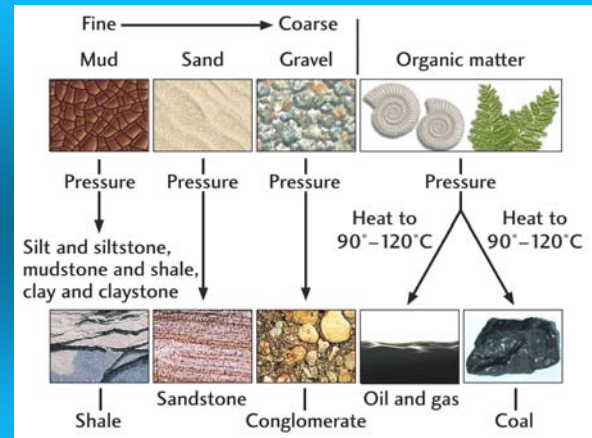 Fine Coarse
Mud Sand Gravel Organic matter
Pressure Pressure Pressure Pressure
Heat to
90°–120°C
Heat to
90°–120°C
Silt and siltstone,
mudstone and shale,
clay and claystone
Shale Sandstone Conglomerate Oil and gas Coal